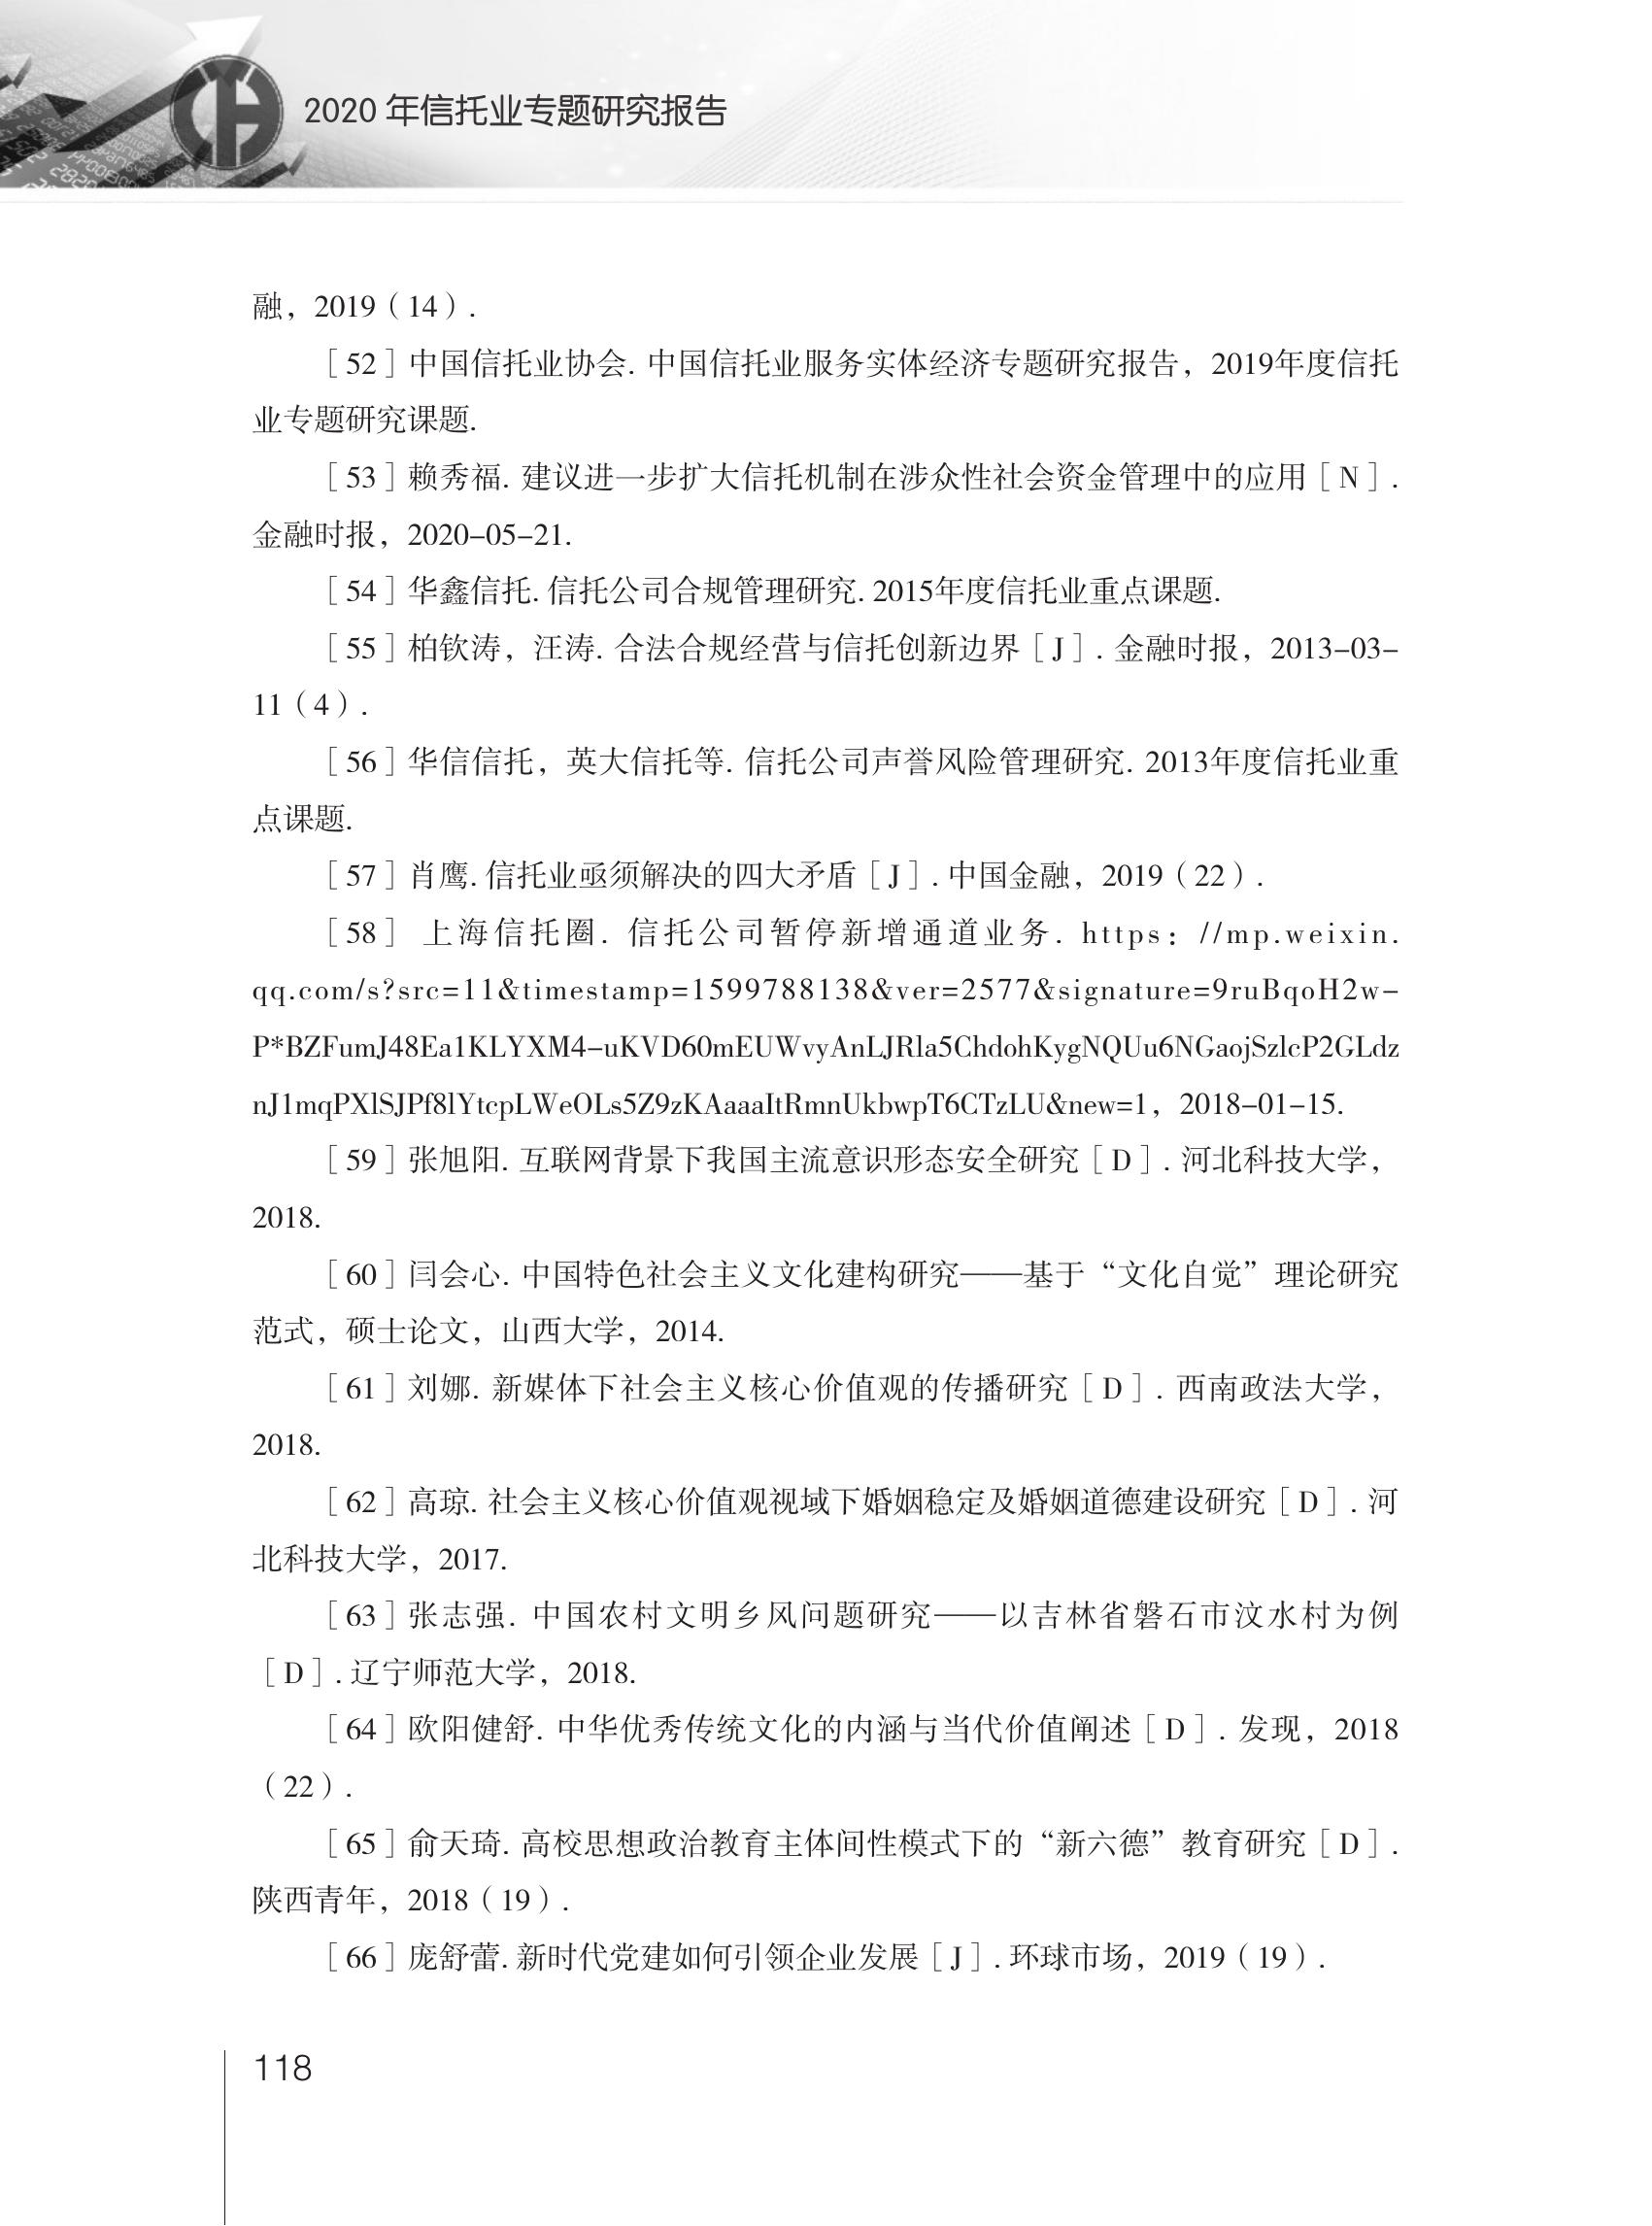 2020 年信托业专题研究报告
融，2019（14）.
［52］中国信托业协会. 中国信托业服务实体经济专题研究报告，2019年度信托
业专题研究课题.
［53］赖秀福. 建议进一步扩大信托机制在涉众性社会资金管理中的应用［N］.
金融时报，2020–05–21.
［54］华鑫信托. 信托公司合规管理研究. 2015年度信托业重点课题.
［55］柏钦涛，汪涛. 合法合规经营与信托创新边界［J］. 金融时报，2013–03–
11（4）.
［56］华信信托，英大信托等. 信托公司声誉风险管理研究. 2013年度信托业重
点课题.
［57］肖鹰. 信托业亟须解决的四大矛盾［J］. 中国金融，2019（22）.
［58］ 上海信托圈. 信托公司暂停新增通道业务. https：//mp.weixin.
qq.com/s?src=11&timestamp=1599788138&ver=2577&signature=9ruBqoH2w–
P*BZFumJ48Ea1KLYXM4–uKVD60mEUWvyAnLJRla5ChdohKygNQUu6NGaojSzlcP2GLdz
nJ1mqPXlSJPf8lYtcpLWeOLs5Z9zKAaaaItRmnUkbwpT6CTzLU&new=1，2018–01–15.
［59］张旭阳. 互联网背景下我国主流意识形态安全研究［D］. 河北科技大学，
2018.
［60］闫会心. 中国特色社会主义文化建构研究——基于“文化自觉”理论研究
范式，硕士论文，山西大学，2014.
［61］刘娜. 新媒体下社会主义核心价值观的传播研究［D］. 西南政法大学，
2018.
［62］高琼. 社会主义核心价值观视域下婚姻稳定及婚姻道德建设研究［D］. 河
北科技大学，2017.
［63］张志强. 中国农村文明乡风问题研究——以吉林省磐石市汶水村为例
［D］. 辽宁师范大学，2018.
［64］欧阳健舒. 中华优秀传统文化的内涵与当代价值阐述［D］. 发现，2018
（22）.
［65］俞天琦. 高校思想政治教育主体间性模式下的“新六德”教育研究［D］.
陕西青年，2018（19）.
［66］庞舒蕾. 新时代党建如何引领企业发展［J］. 环球市场，2019（19）.
118